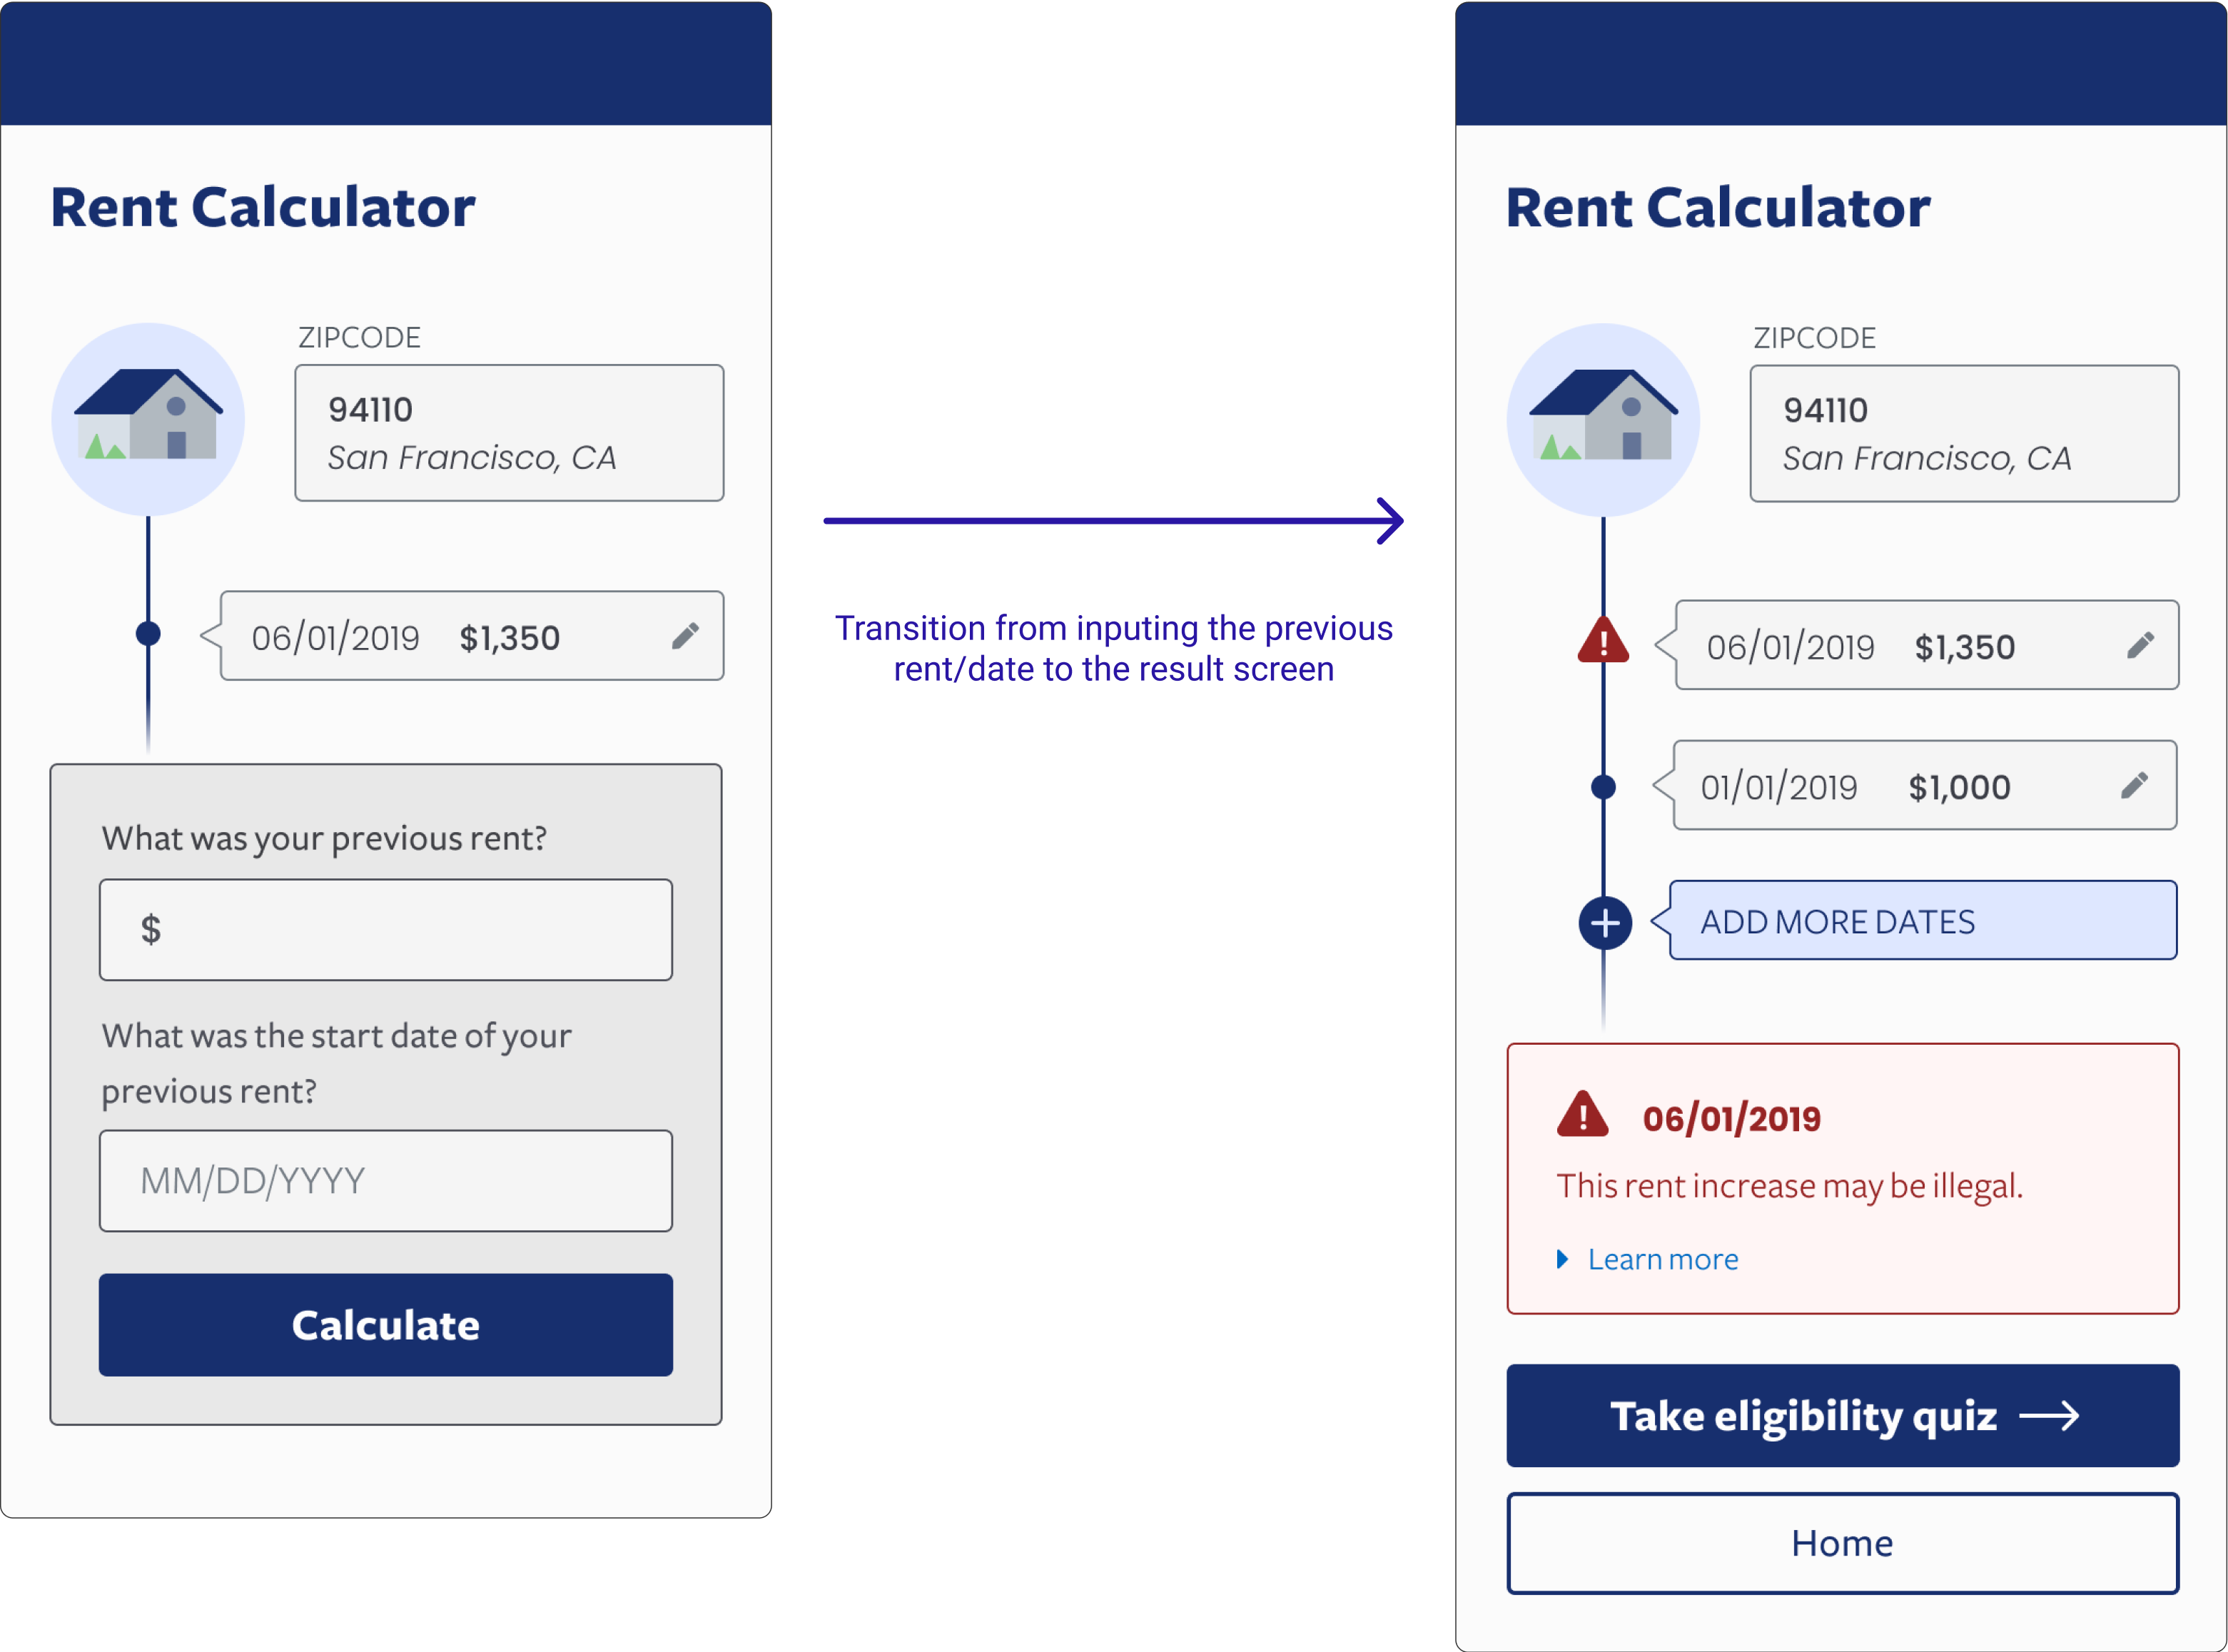 Rent Calculator
ZIPCODE
94110
San Francisco, CA
06/01/2019 $1,350
What was your previous rent?
$
What was the start date of your
previous rent?
MM/DD/YYYY
Calculate
Transition from inputing the previous
rent/date to the result screen
Rent Calculator
ZIPCODE
94110
San Francisco, CA
06/01/2019 $1,350
01/01/2019 $1,000
ADD MORE DATES
06/01/2019
This rent increase may be illegal.
Learn more
Take eligibility quiz
Home